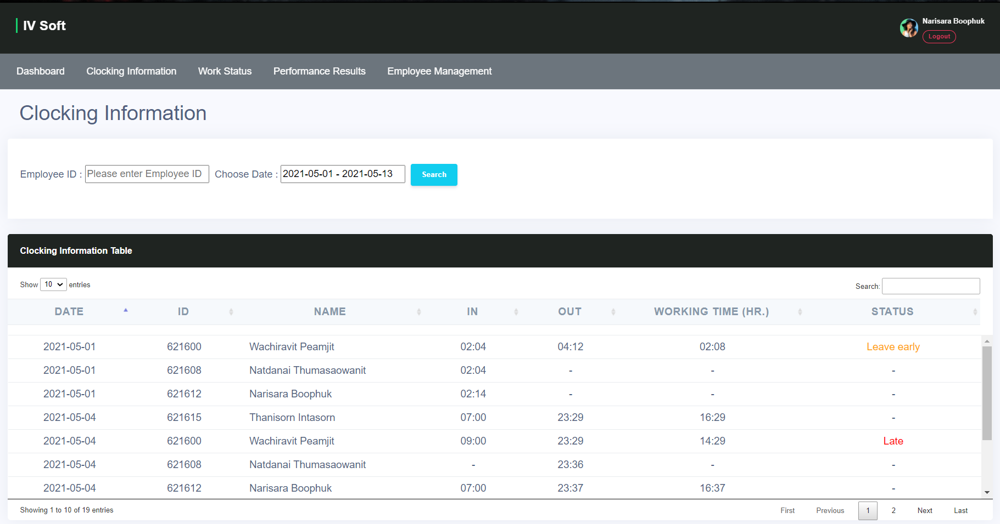 IV Soft
Narisara Boophuk
Logout
Dashboard Clocking Information Work Status Performance Results Employee Management
Clocking Information
Employee ID : Please enter Employee ID Choose Date : 2021-05-01 - 2021-05-13 Search
Clocking Information Table
Show 10 entries Search:
DATE ID NAME IN OUT WORKING TIME (HR.) STATUS
2021-05-01 621600 Wachiravit Peamjit 02:04 04:12 02:08 Leave early
2021-05-01 621608 Natdanai Thumasaowanit 02:04 - - -
2021-05-01 621612 Narisara Boophuk 02:14 - - -
2021-05-04 621615 Thanisorn Intasorn 07:00 23:29 16:29 -
2021-05-04 621600 Wachiravit Peamjit 09:00 23:29 14:29 Late
2021-05-04 621608 Natdanai Thumasaowanit - 23:36 - -
2021-05-04 621612 Narisara Boophuk 07:00 23:37 16:37 -
Showing 1 to 10 of 19 entries First Previous 1 2 Next Last